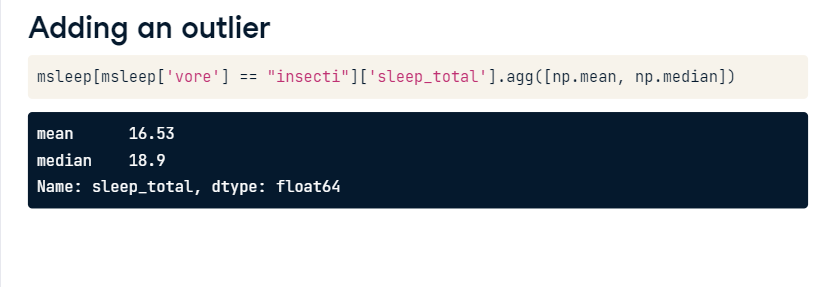 Adding an outlier
msleep[msleep['vore'] == "insecti"]['sleep_total'].agg([np.mean, np.median])
mean      16.53
median    18.9
Name: sleep_total, dtype: float64